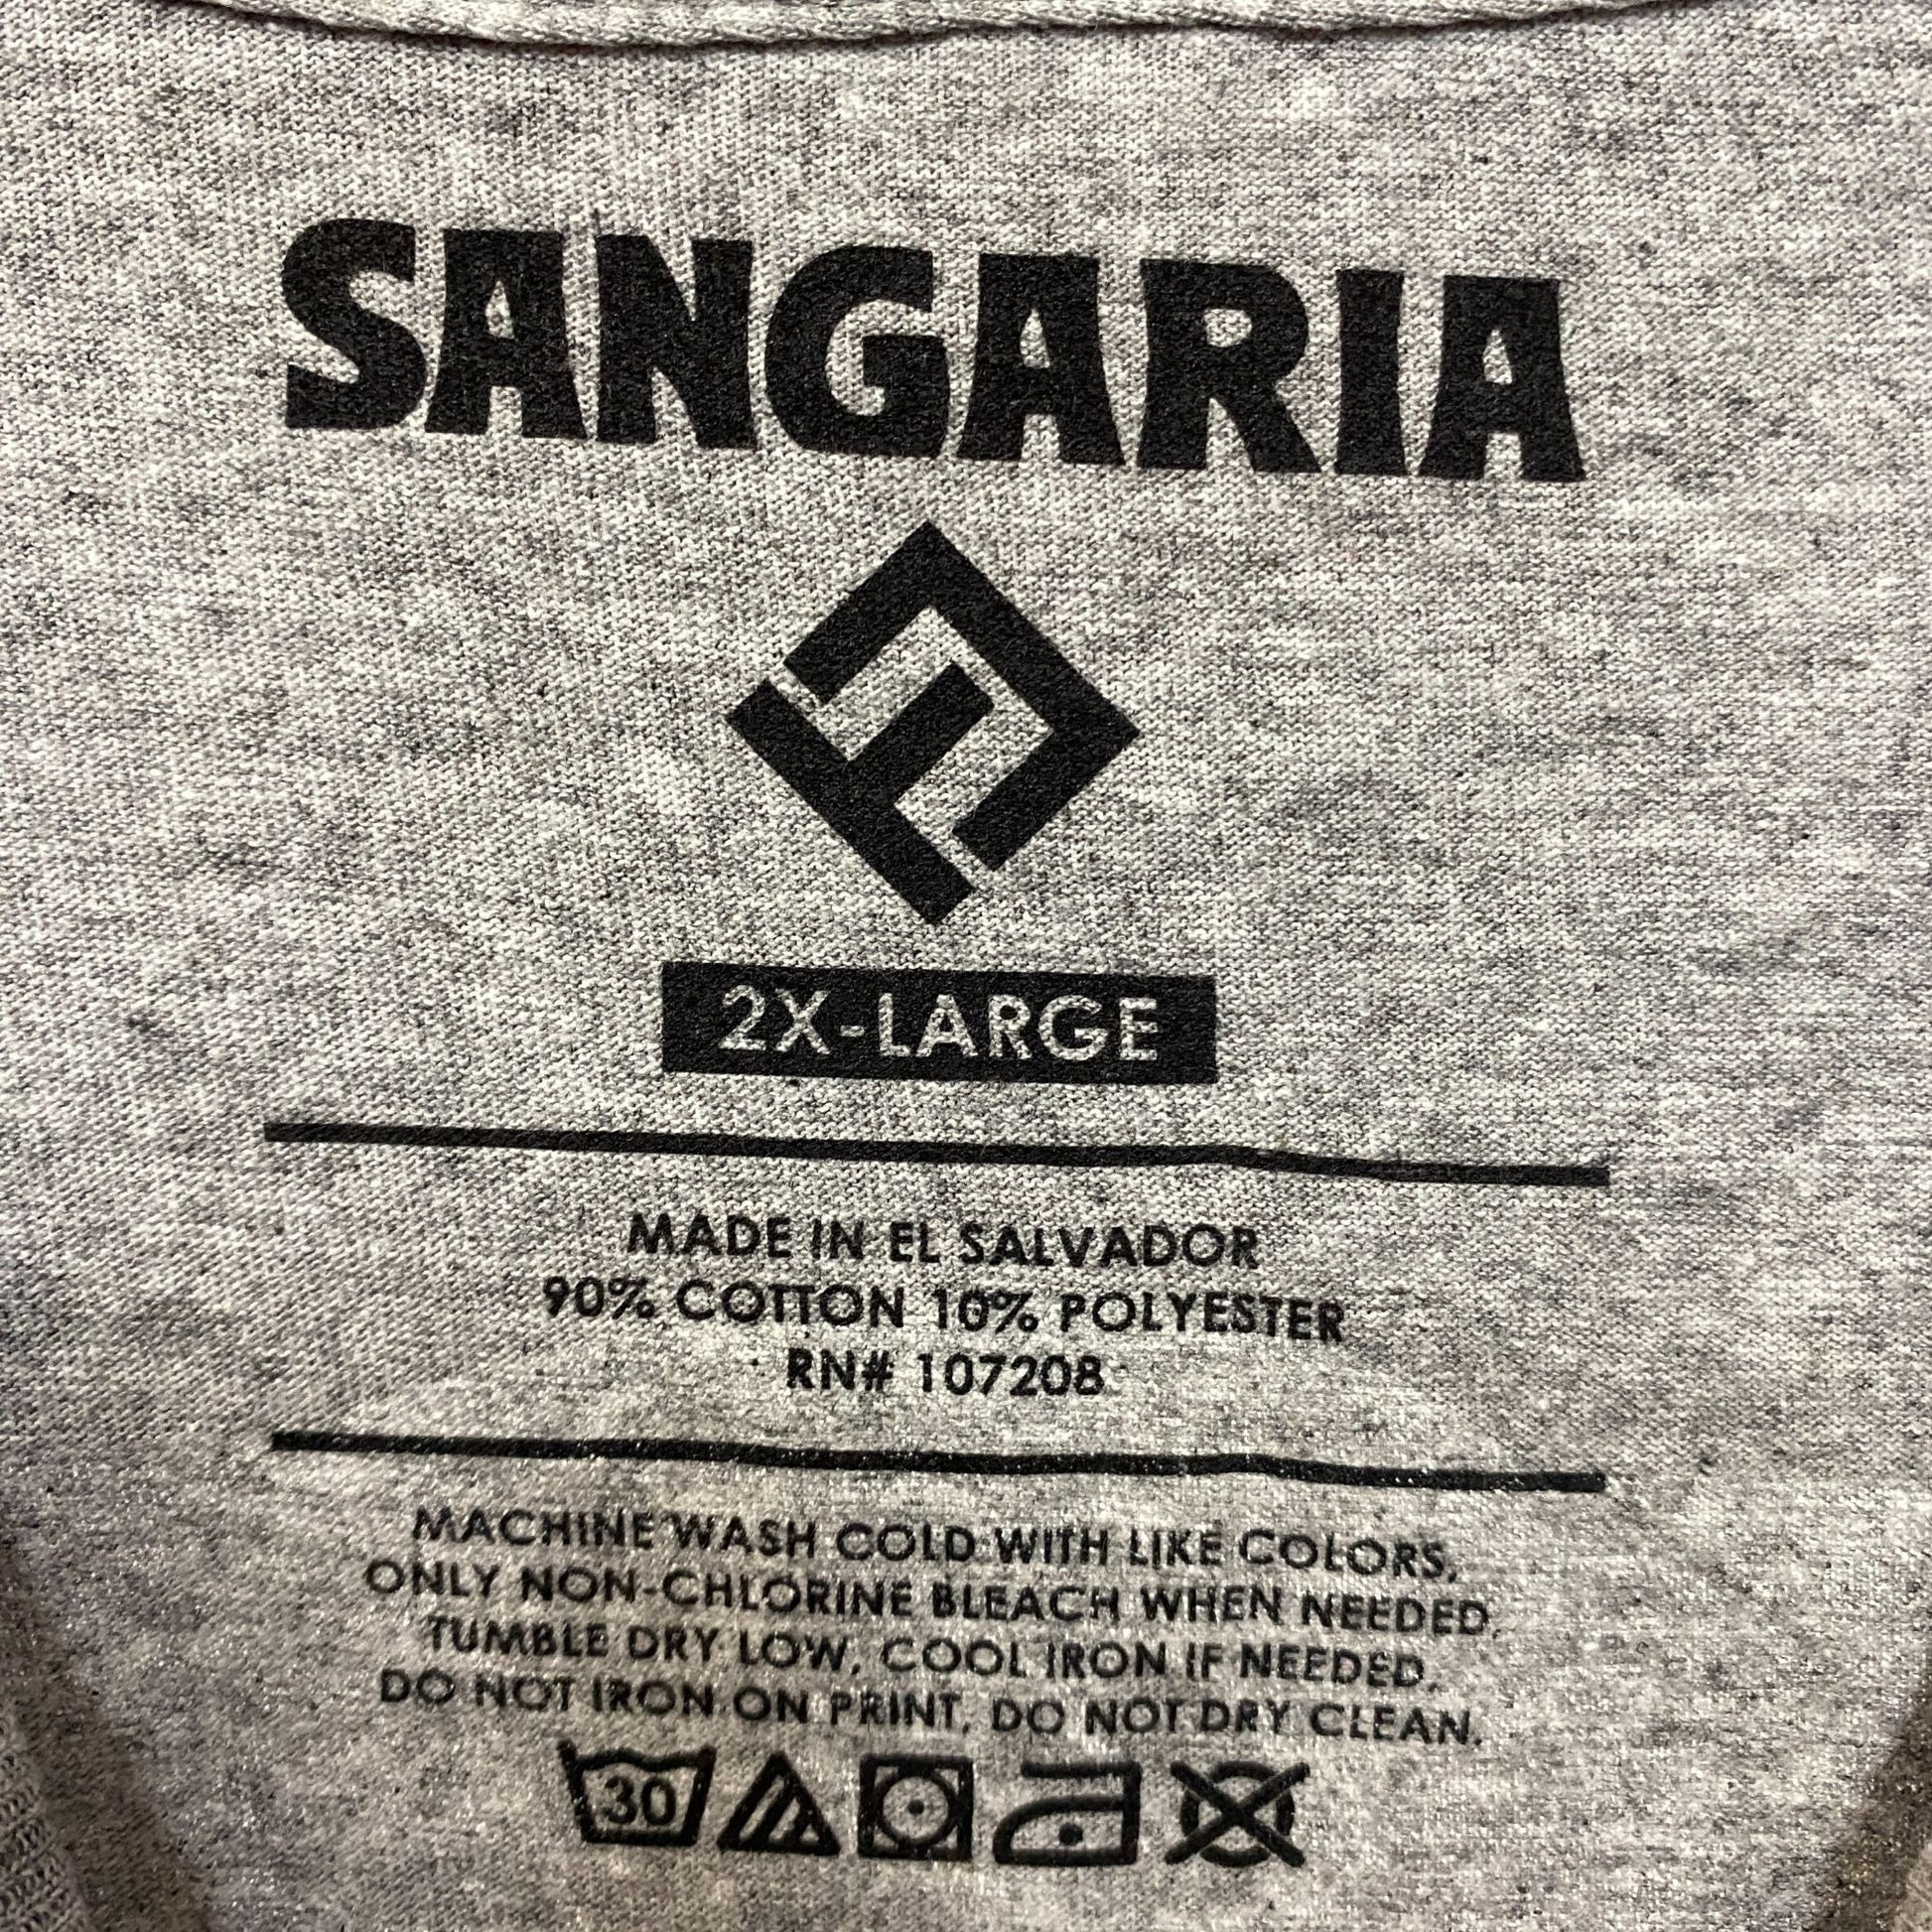 SANGARIA
2X-LARGE
MADE IN EL SALVADOR
90% COTTON 10% POLYESTER
RN# 107208
MACHINE WASH COLD WITH LIKE COLORS,
ONLY NON-CHLORINE BLEACH WHEN NEEDED,
TUMBLE DRY LOW, COOL IRON IF NEEDED,
DO NOT IRON ON PRINT, DO NOT DRY CLEAN.
30